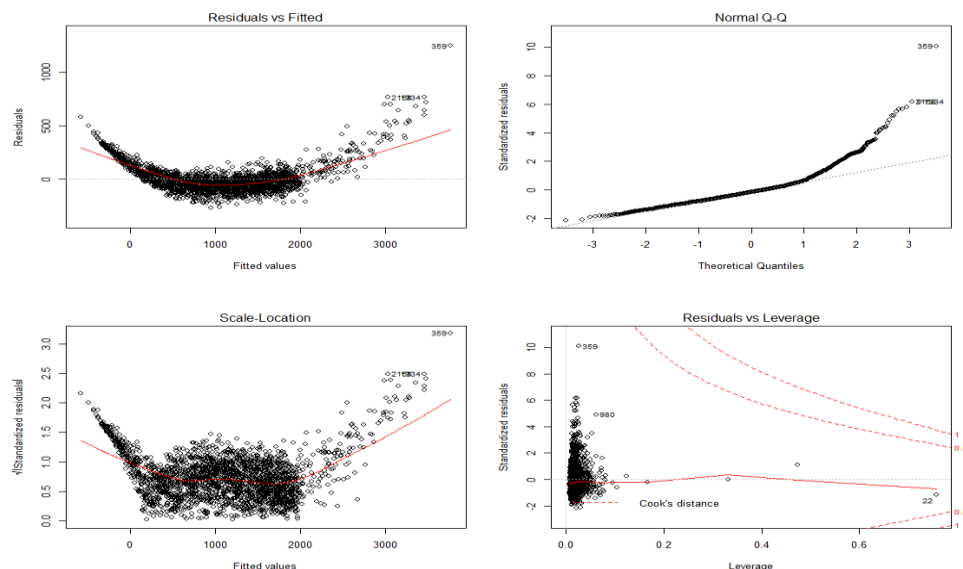 Residuals vs Fitted
Residuals
1000
500
0
359
0 1000 2000 3000
Fitted values
Normal Q-Q
Standardized residuals
10
8
6
4
2
0
-2
359
-3 -2 -1 0 1 2 3
Theoretical Quantiles
Scale-Location
√|Standardized residuals|
3.0
2.5
2.0
1.5
1.0
0.5
0.0
359
0 1000 2000 3000
Fitted values
Residuals vs Leverage
Standardized residuals
10
8
6
4
2
0
-2
359
980
22
Cook's distance
0.0 0.2 0.4 0.6
Leverage